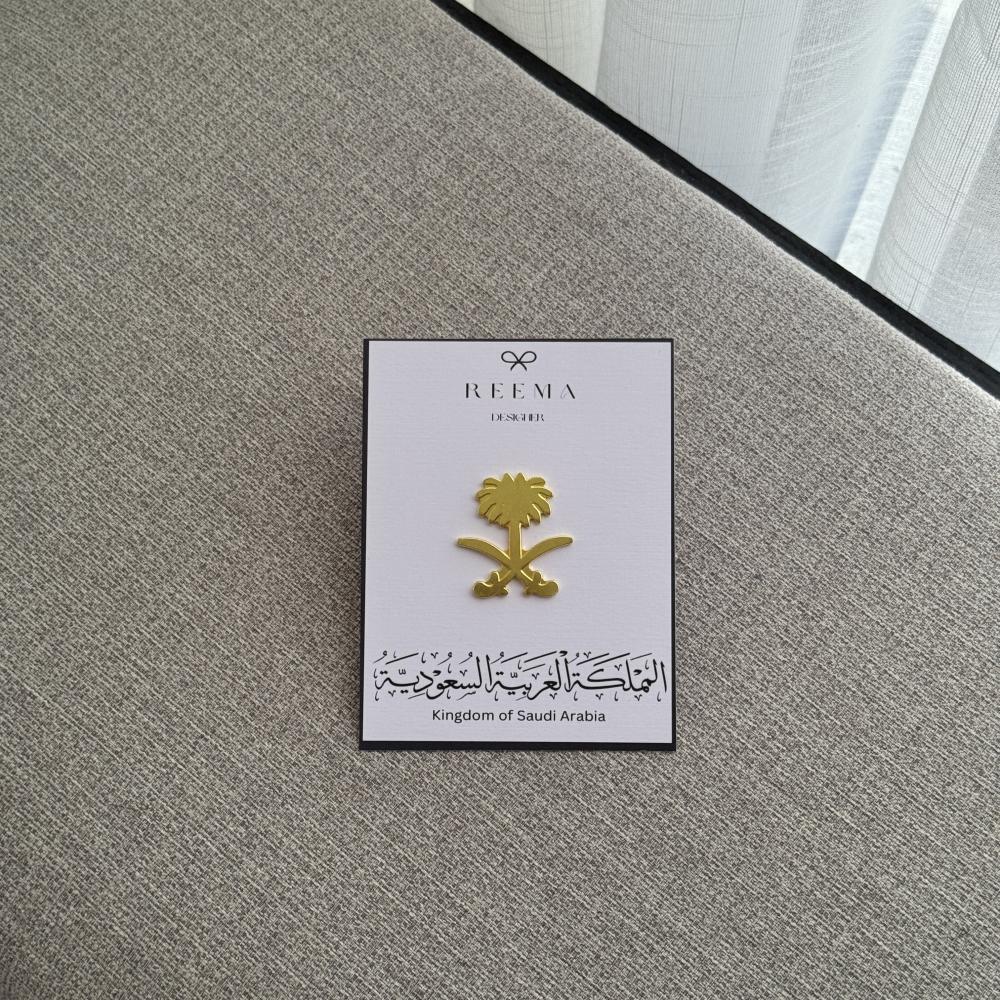 REEMA
DESIGNER
المملكة العربية السعودية
Kingdom of Saudi Arabia